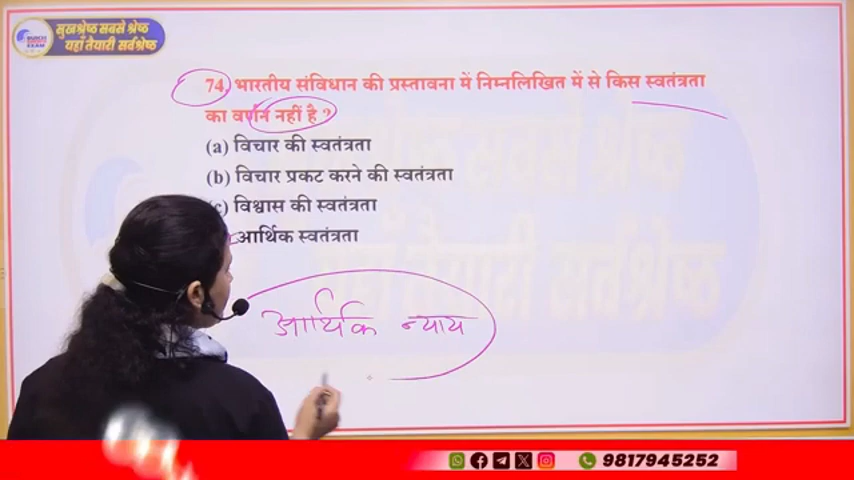 सुखश्रेष्ठ सबसे श्रेष्ठ
यहाँ तैयारी सर्वश्रेष्ठ
74. भारतीय संविधान की प्रस्तावना में निम्नलिखित में से किस स्वतंत्रता
का वर्णन नहीं है ?
(a) विचार की स्वतंत्रता
(b) विचार प्रकट करने की स्वतंत्रता
(c) विश्वास की स्वतंत्रता
आर्थिक स्वतंत्रता
आर्थिक न्याय
9817945252